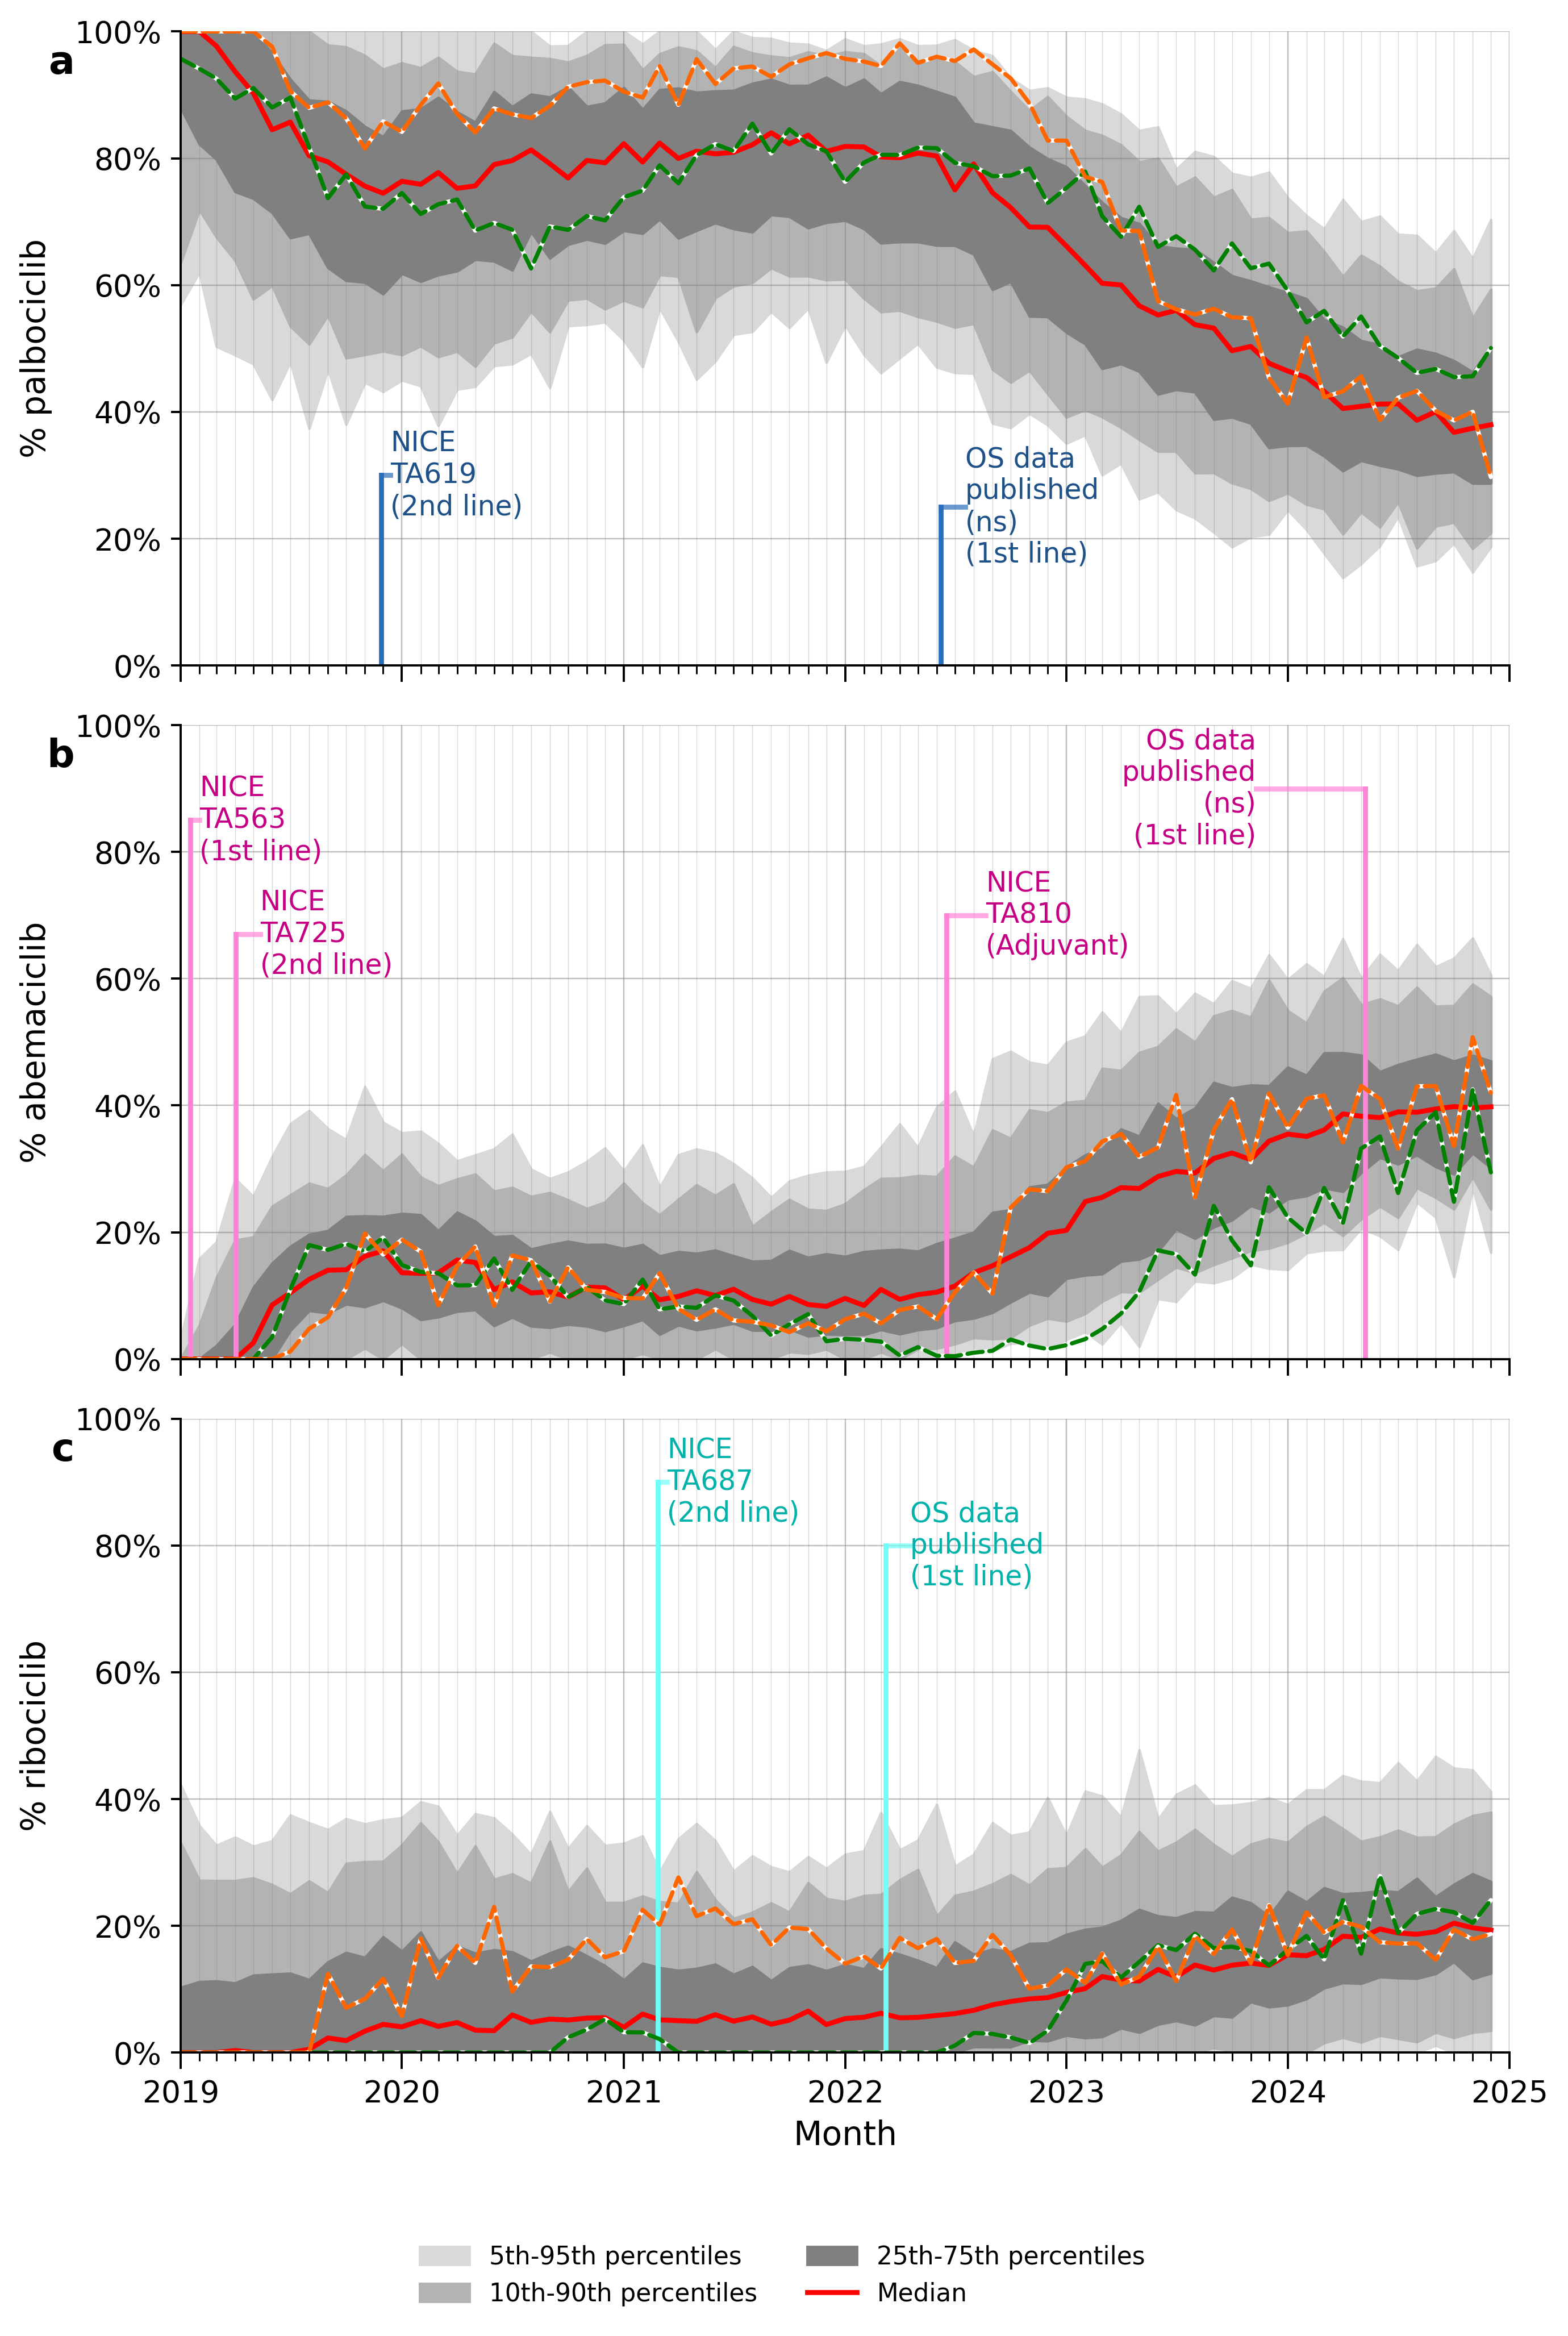 a
100%
80%
60%
40%
20%
0%
% palbociclib
NICE
TA619
(2nd line)
OS data
published
(ns)
(1st line)
b
100%
80%
60%
40%
20%
0%
% abemaciclib
NICE
TA563
(1st line)
NICE
TA725
(2nd line)
NICE
TA810
(Adjuvant)
OS data
published
(ns)
(1st line)
c
100%
80%
60%
40%
20%
0%
% ribociclib
NICE
TA687
(2nd line)
OS data
published
(1st line)
2019 2020 2021 2022 2023 2024 2025
Month
5th-95th percentiles
10th-90th percentiles
25th-75th percentiles
Median